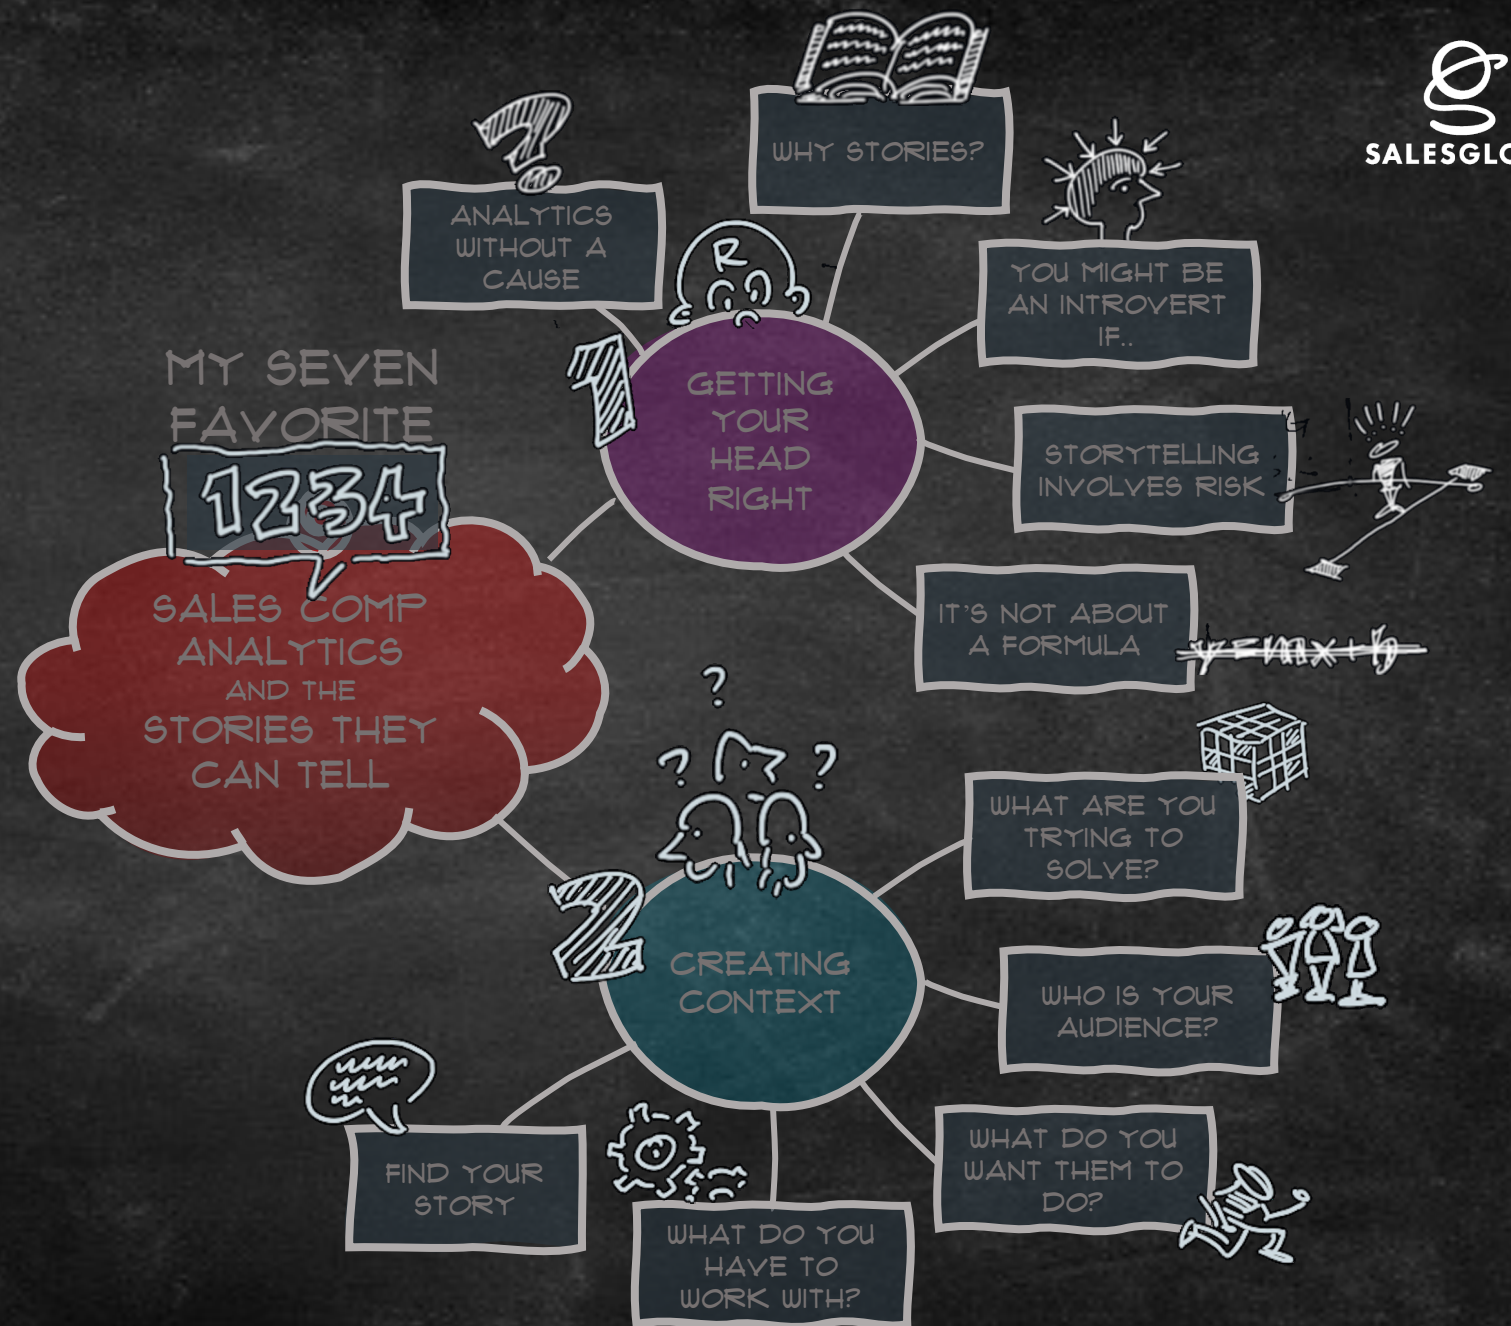 MY SEVEN
FAVORITE
1234
SALES COMP
ANALYTICS
AND THE
STORIES THEY
CAN TELL
1
R
GETTING
YOUR
HEAD
RIGHT
ANALYTICS
WITHOUT A
CAUSE
WHY STORIES?
YOU MIGHT BE
AN INTROVERT
IF..
STORYTELLING
INVOLVES RISK
IT'S NOT ABOUT
A FORMULA
y=mx+b
2
CREATING
CONTEXT
WHAT ARE YOU
TRYING TO
SOLVE?
WHO IS YOUR
AUDIENCE?
WHAT DO YOU
WANT THEM TO
DO?
WHAT DO YOU
HAVE TO
WORK WITH?
FIND YOUR
STORY
SALESGLO